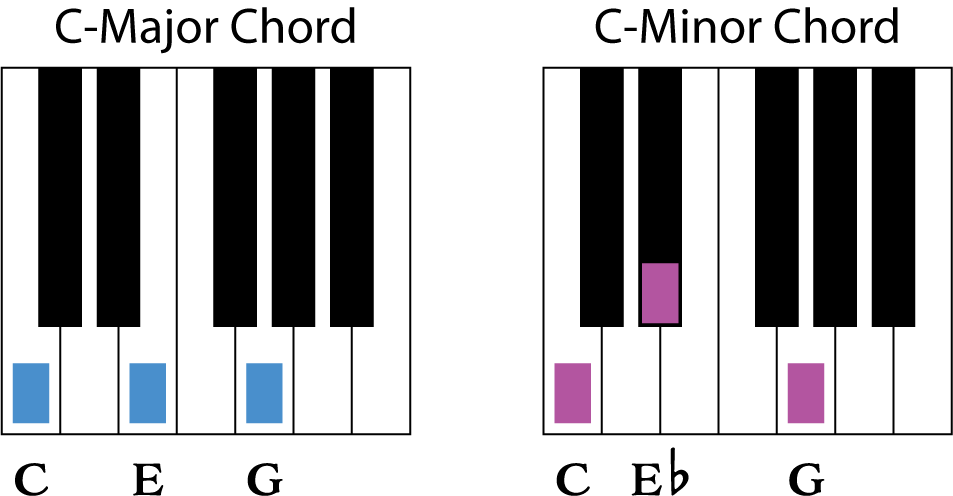 C-Major Chord
C E G
C-Minor Chord
C E♭ G